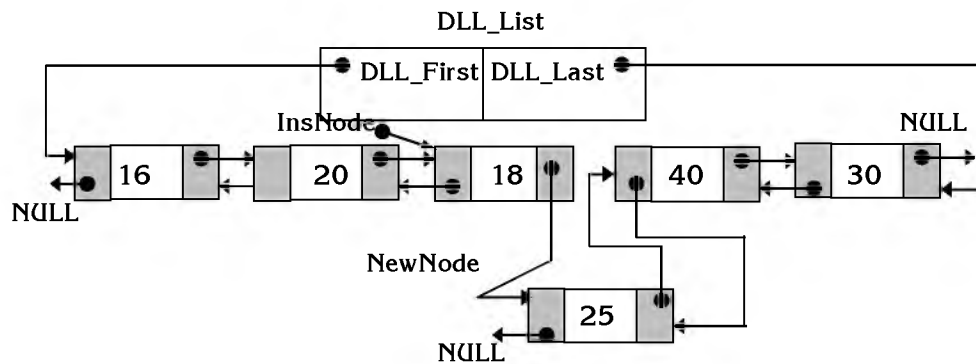 DLL_List
DLL_First DLL_Last
InsNode
NULL
16 20 18 40 30
NULL
NewNode
25
NULL